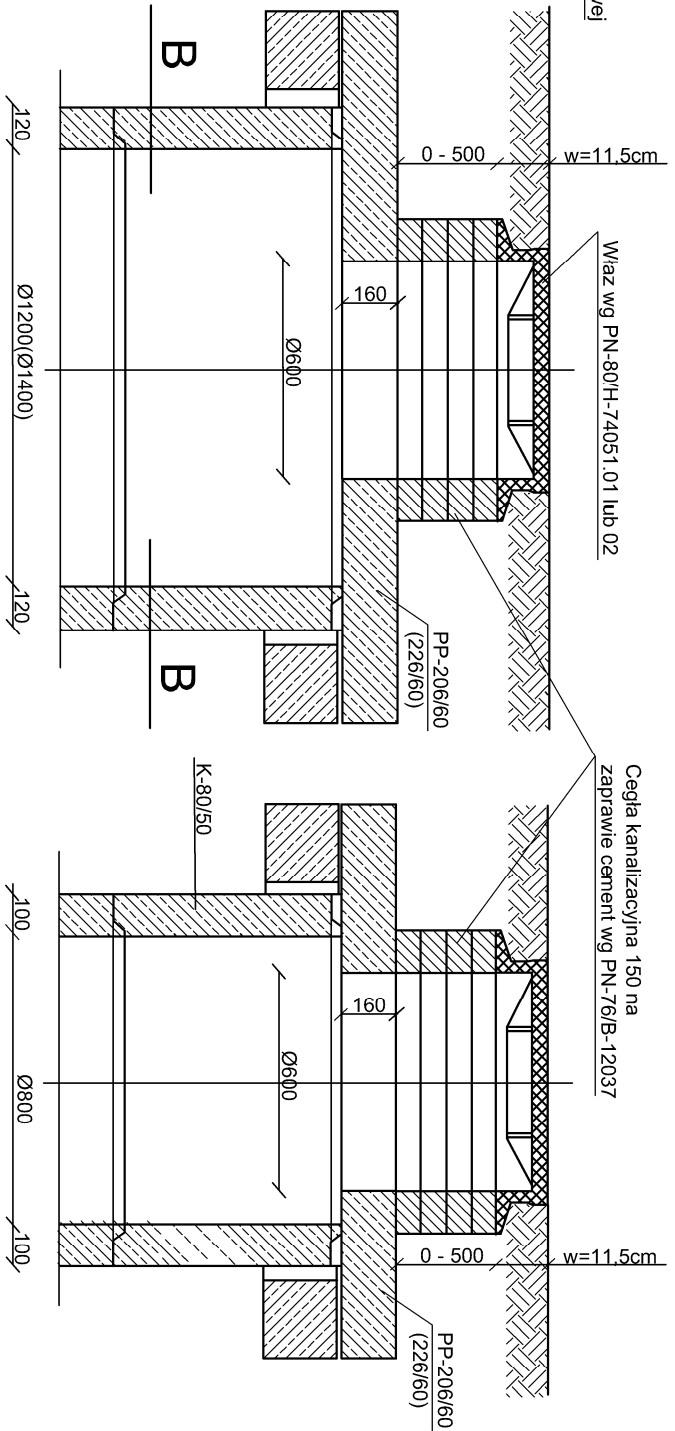 wej
w=11,5cm
0 - 500
Właz wg PN-80/H-74051.01 lub 02
160
Ø600
PP-206/60
(226/60)
B
B
120
Ø1200(Ø1400)
120
Cegła kanalizacyjna 150 na
zaprawie cement wg PN-76/B-12037
w=11,5cm
0 - 500
160
Ø600
PP-206/60
(226/60)
K-80/50
100
Ø800
100